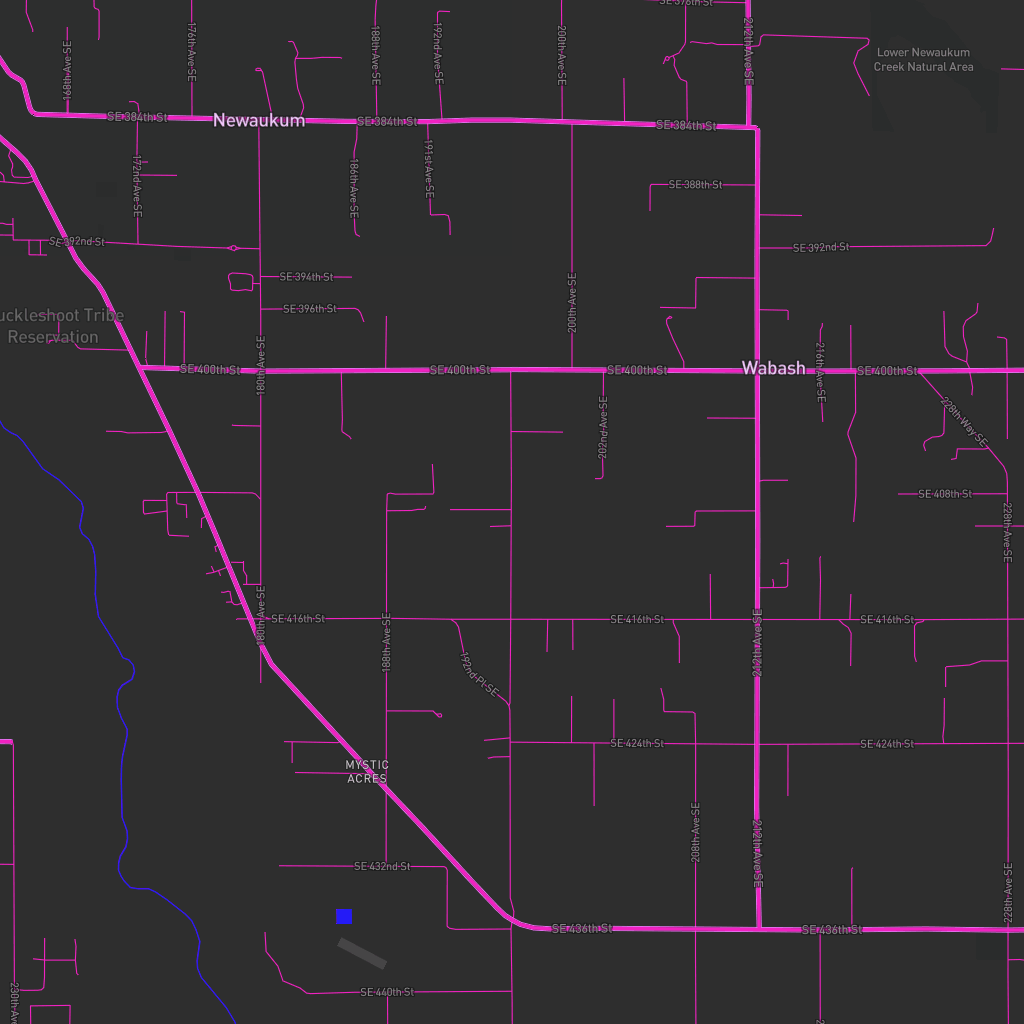 SE 376th St
176th Ave SE
188th Ave SE
192nd Ave SE
200th Ave SE
212th Ave SE
168th Ave SE
Lower Newaukum
Creek Natural Area
SE 384th St
Newaukum
SE 384th St
SE 384th St
172nd Ave SE
186th Ave SE
191st Ave SE
SE 388th St
SE 392nd St
SE 392nd St
SE 394th St
SE 396th St
200th Ave SE
uckleshoot Tribe
Reservation
180th Ave SE
216th Ave SE
SE 400th St
SE 400th St
SE 400th St
Wabash
SE 400th St
202nd Ave SE
228th Way SE
SE 408th St
228th Ave SE
180th Ave SE
SE 416th St
188th Ave SE
SE 416th St
212th Ave SE
SE 416th St
192nd Pl SE
SE 424th St
SE 424th St
MYSTIC
ACRES
208th Ave SE
212th Ave SE
SE 432nd St
228th Ave SE
SE 436th St
SE 436th St
SE 440th St